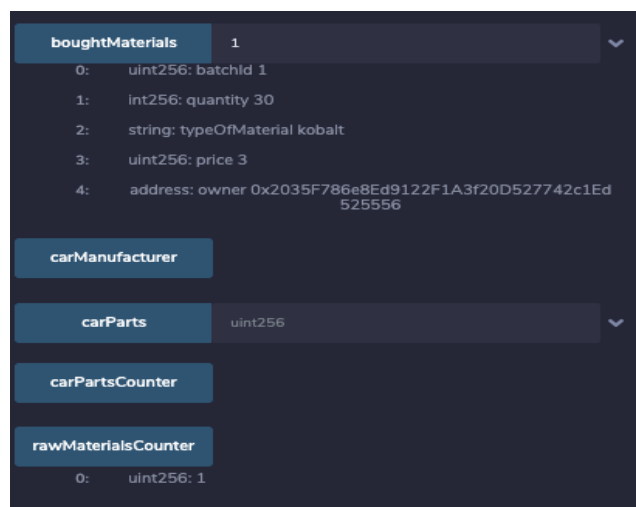 boughtMaterials 1
0: uint256: batchId 1
1: int256: quantity 30
2: string: typeOfMaterial kobalt
3: uint256: price 3
4: address: owner 0x2035F786e8Ed9122F1A3f20D527742c1Ed
525556
carManufacturer
carParts uint256
carPartsCounter
rawMaterialsCounter
0: uint256: 1